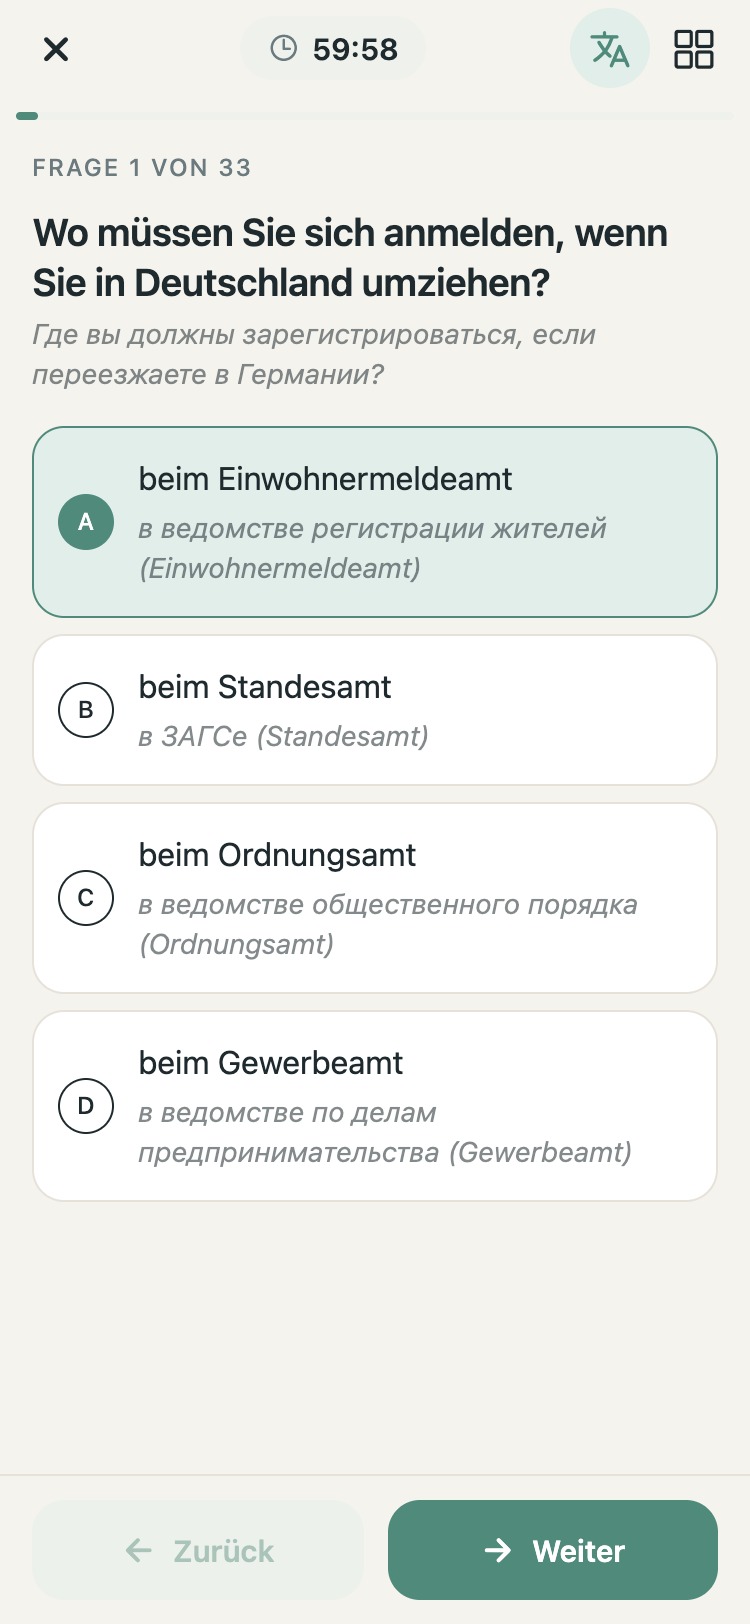 59:58
FRAGE 1 VON 33
Wo müssen Sie sich anmelden, wenn
Sie in Deutschland umziehen?
Где вы должны зарегистрироваться, если
переезжаете в Германии?
A
beim Einwohnermeldeamt
в ведомстве регистрации жителей
(Einwohnermeldeamt)
B
beim Standesamt
в ЗАГСе (Standesamt)
C
beim Ordnungsamt
в ведомстве общественного порядка
(Ordnungsamt)
D
beim Gewerbeamt
в ведомстве по делам
предпринимательства (Gewerbeamt)
Zurück
Weiter